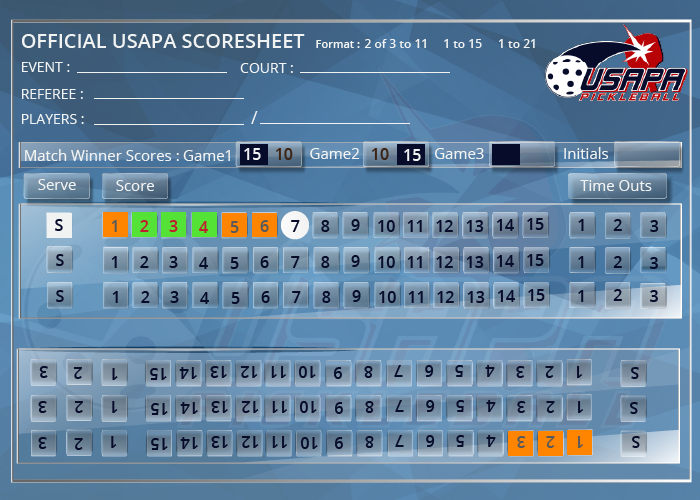 OFFICIAL USAPA SCORESHEET Format : 2 of 3 to 11 1 to 15 1 to 21
USAPA
PICKLEBALL
EVENT : COURT :
REFEREE :
PLAYERS : /
Match Winner Scores : Game1 15 10 Game2 10 15 Game3 Initials
Serve Score Time Outs
S 1 2 3 4 5 6 7 8 9 10 11 12 13 14 15 1 2 3
S 1 2 3 4 5 6 7 8 9 10 11 12 13 14 15 1 2 3
S 1 2 3 4 5 6 7 8 9 10 11 12 13 14 15 1 2 3
3 2 1 15 14 13 12 11 10 9 8 7 6 5 4 3 2 1 S
3 2 1 15 14 13 12 11 10 9 8 7 6 5 4 3 2 1 S
3 2 1 15 14 13 12 11 10 9 8 7 6 5 4 3 2 1 S